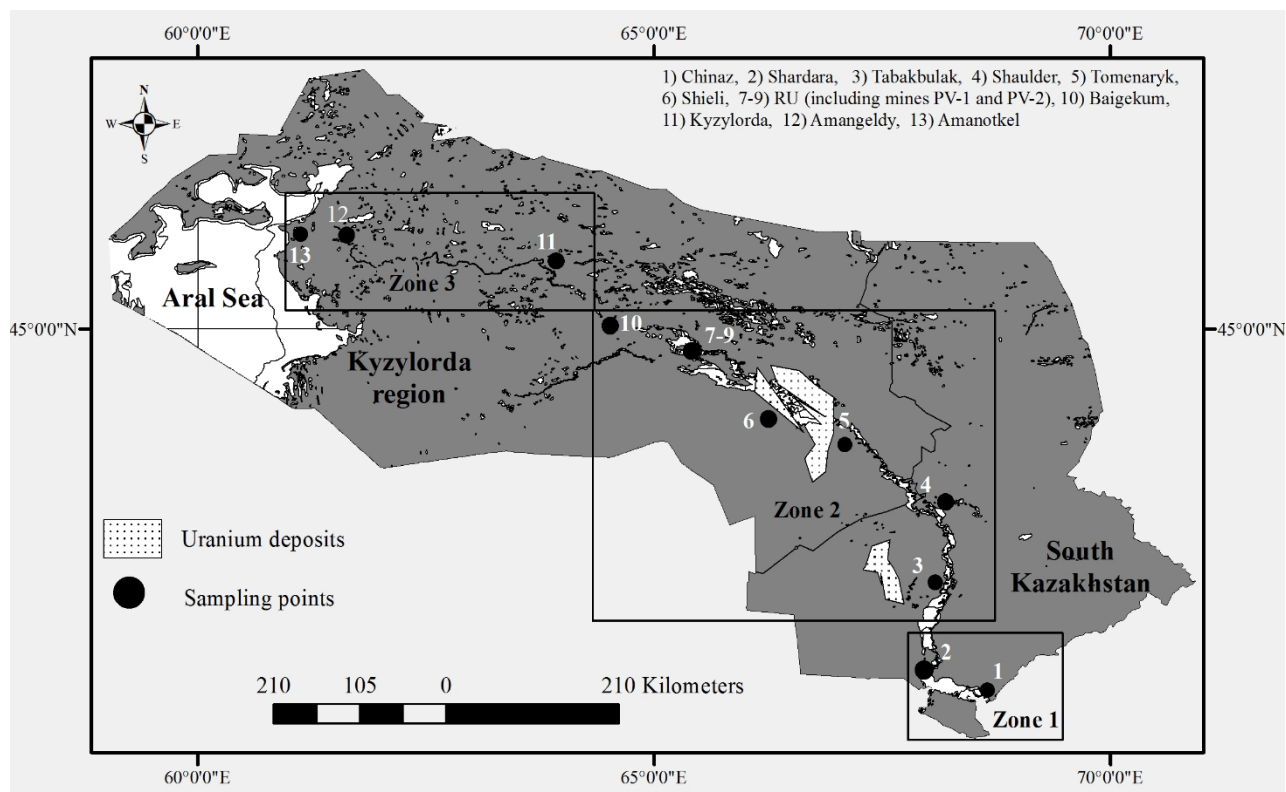 60°0'0"E
65°0'0"E
70°0'0"E
1) Chinaz, 2) Shardara, 3) Tabakbulak, 4) Shaulder, 5) Tomenaryk,
6) Shieli, 7-9) RU (including mines PV-1 and PV-2), 10) Baigekum,
11) Kyzylorda, 12) Amangeldy, 13) Amanotkel
N
W
E
S
12
13
11
Zone 3
Aral Sea
45°0'0"N
45°0'0"N
10
7-9
Kyzylorda
region
6
5
4
Zone 2
Uranium deposits
South
Kazakhstan
3
Sampling points
2
1
210
105
0
210 Kilometers
Zone 1
60°0'0"E
65°0'0"E
70°0'0"E